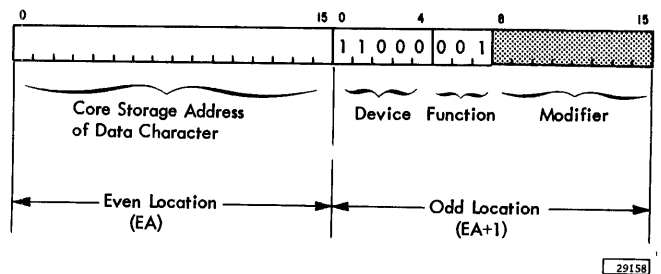 0 15 0 4 8 15
1 1 0 0 0 0 0 1
Core Storage Address
of Data Character
Device Function Modifier
Even Location
(EA)
Odd Location
(EA+1)
29158